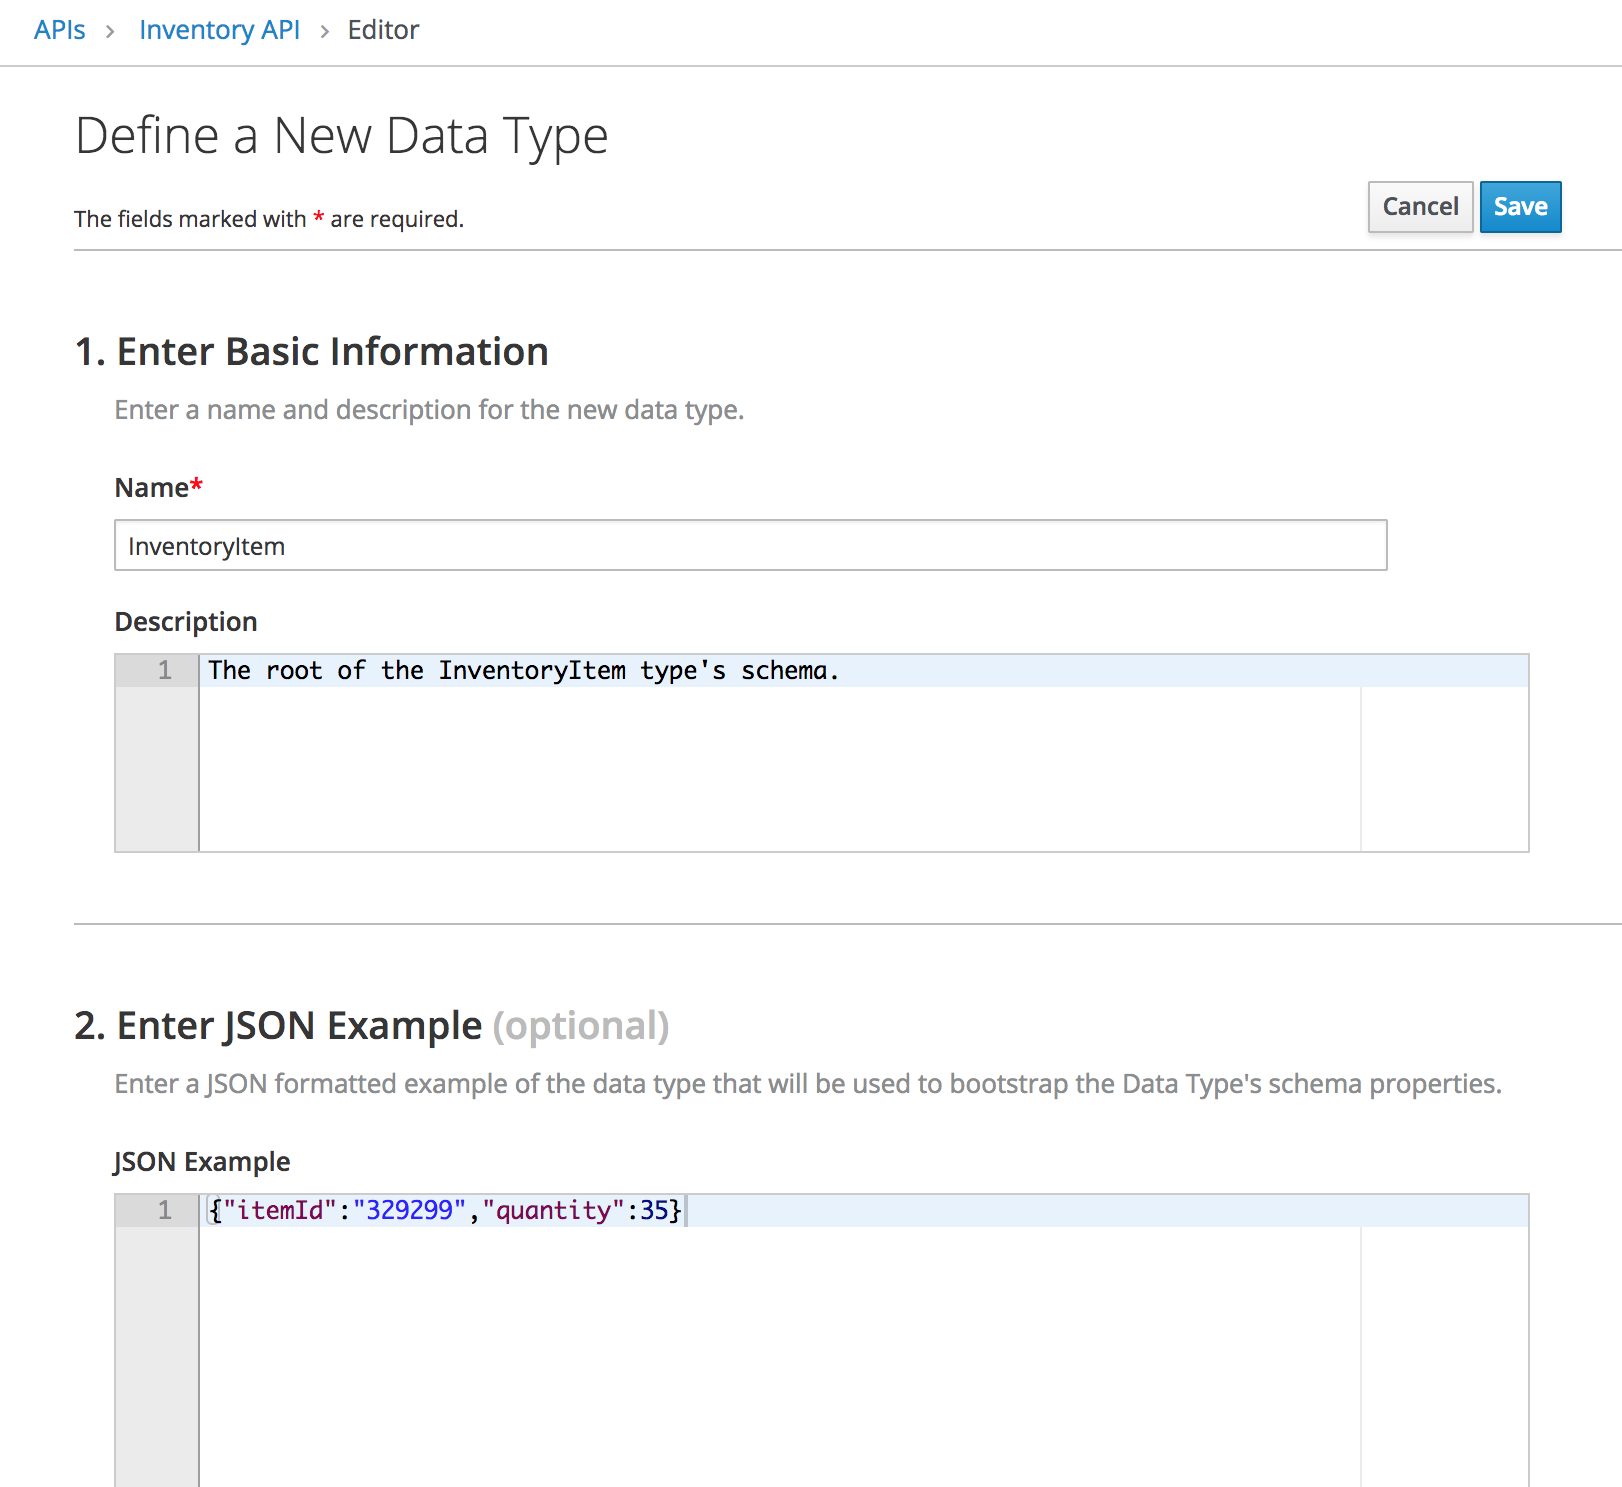 APIs > Inventory API > Editor
Define a New Data Type
The fields marked with * are required.
Cancel Save
1. Enter Basic Information
Enter a name and description for the new data type.
Name*
InventoryItem
Description
1 The root of the InventoryItem type's schema.
2. Enter JSON Example (optional)
Enter a JSON formatted example of the data type that will be used to bootstrap the Data Type's schema properties.
JSON Example
1 {"itemId":"329299","quantity":35}